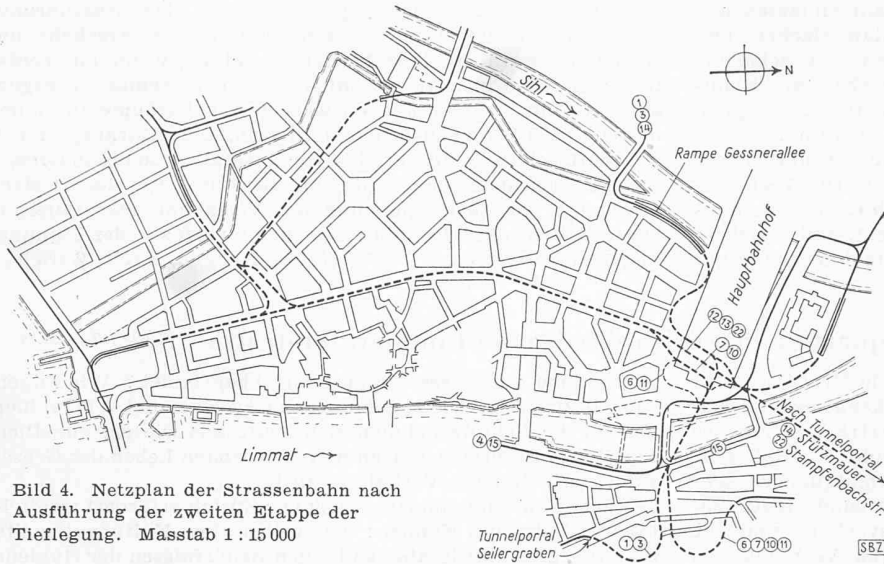 Sihl
1
3
14
N
Rampe Gessnerallee
Hauptbahnhof
12 13 22
7 10
6 11
4 15
15
Limmat
Nach
Tunnelportal
14 Stützmauer
22 Stampfenbach-Str.
Bild 4. Netzplan der Strassenbahn nach
Ausführung der zweiten Etappe der
Tieflegung. Masstab 1 : 15 000
Tunnelportal
Seilergraben
1 3
6 7 10 11
SBZ